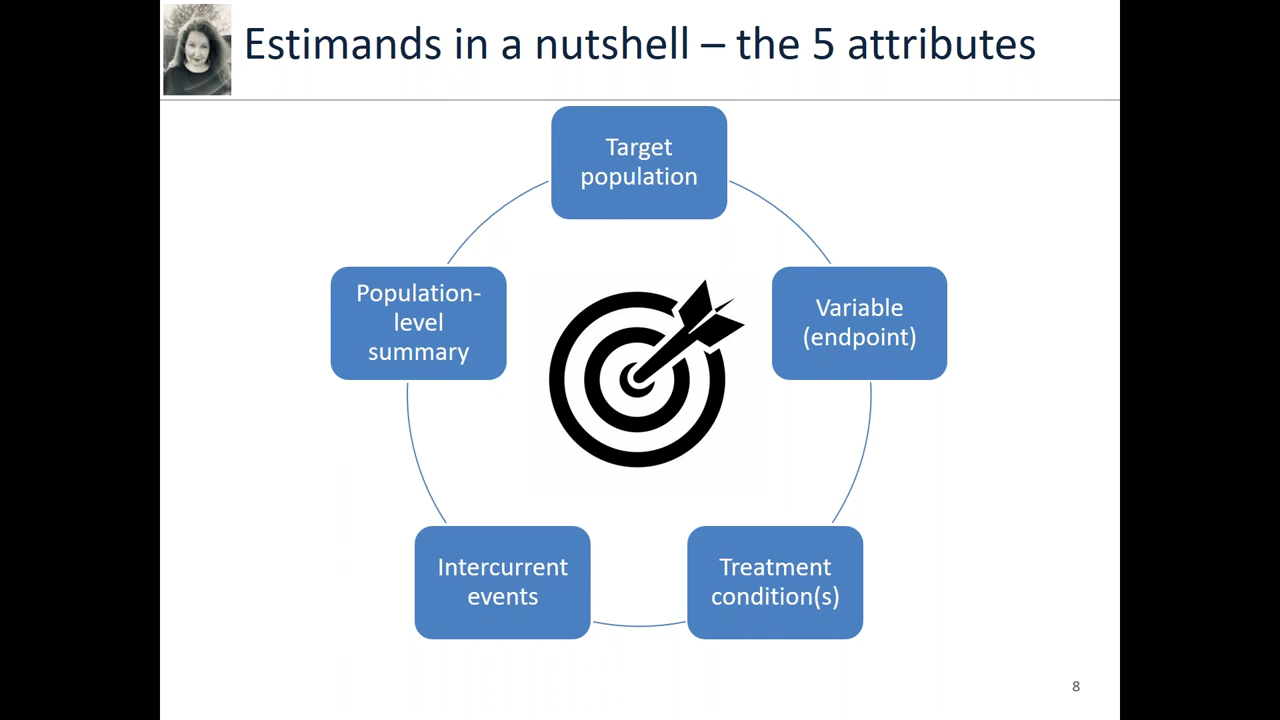 Estimands in a nutshell – the 5 attributes
Target
population
Variable
(endpoint)
Treatment
condition(s)
Intercurrent
events
Population-
level
summary
8